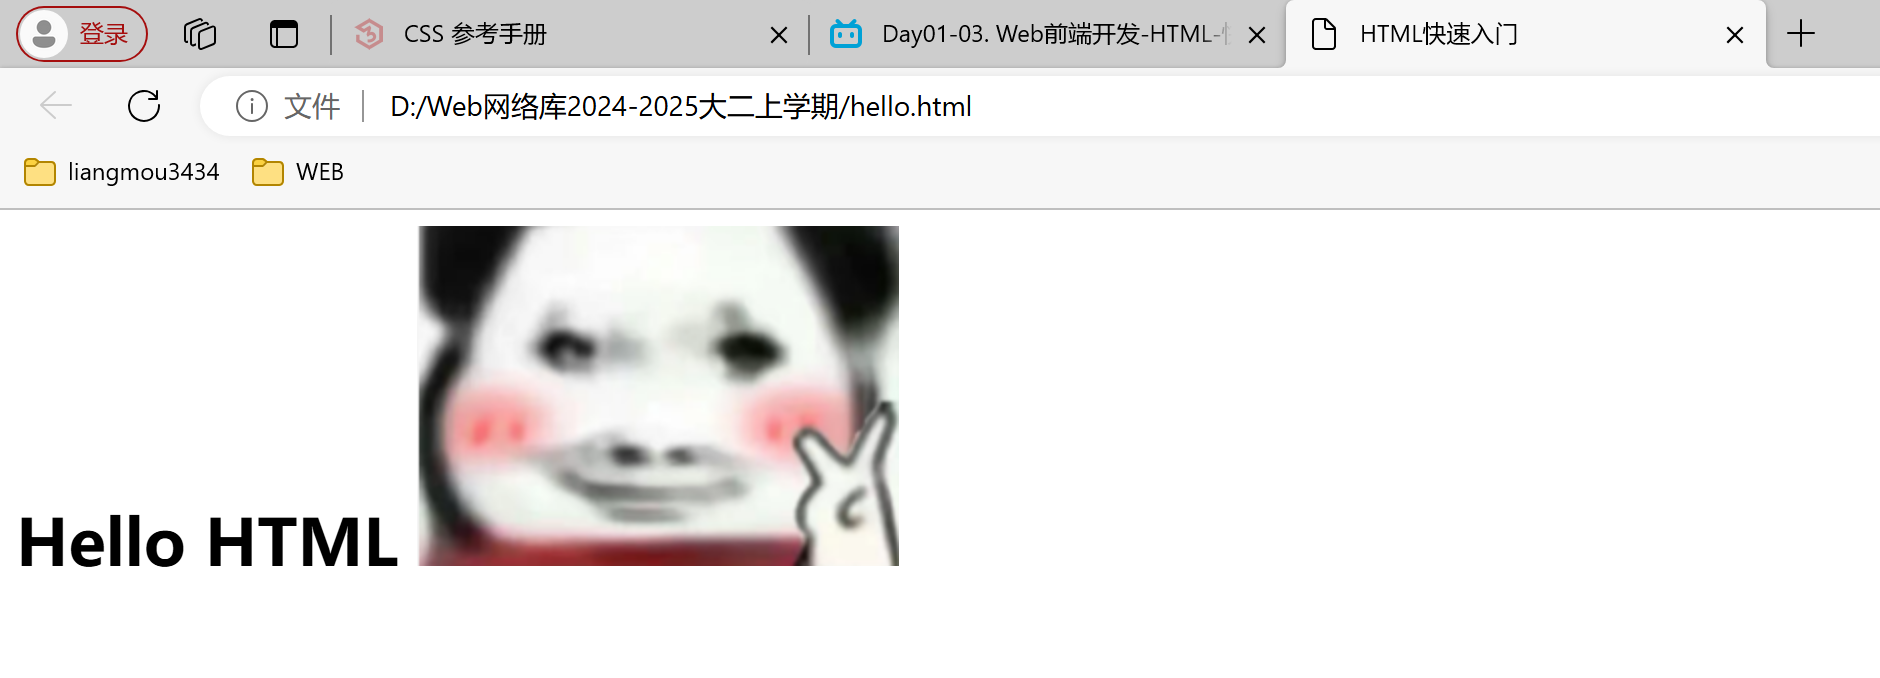 登录 CSS 参考手册 Day01-03. Web前端开发-HTML- HTML快速入门
文件 D:/Web网络库2024-2025大二上学期/hello.html
liangmou3434 WEB
Hello HTML